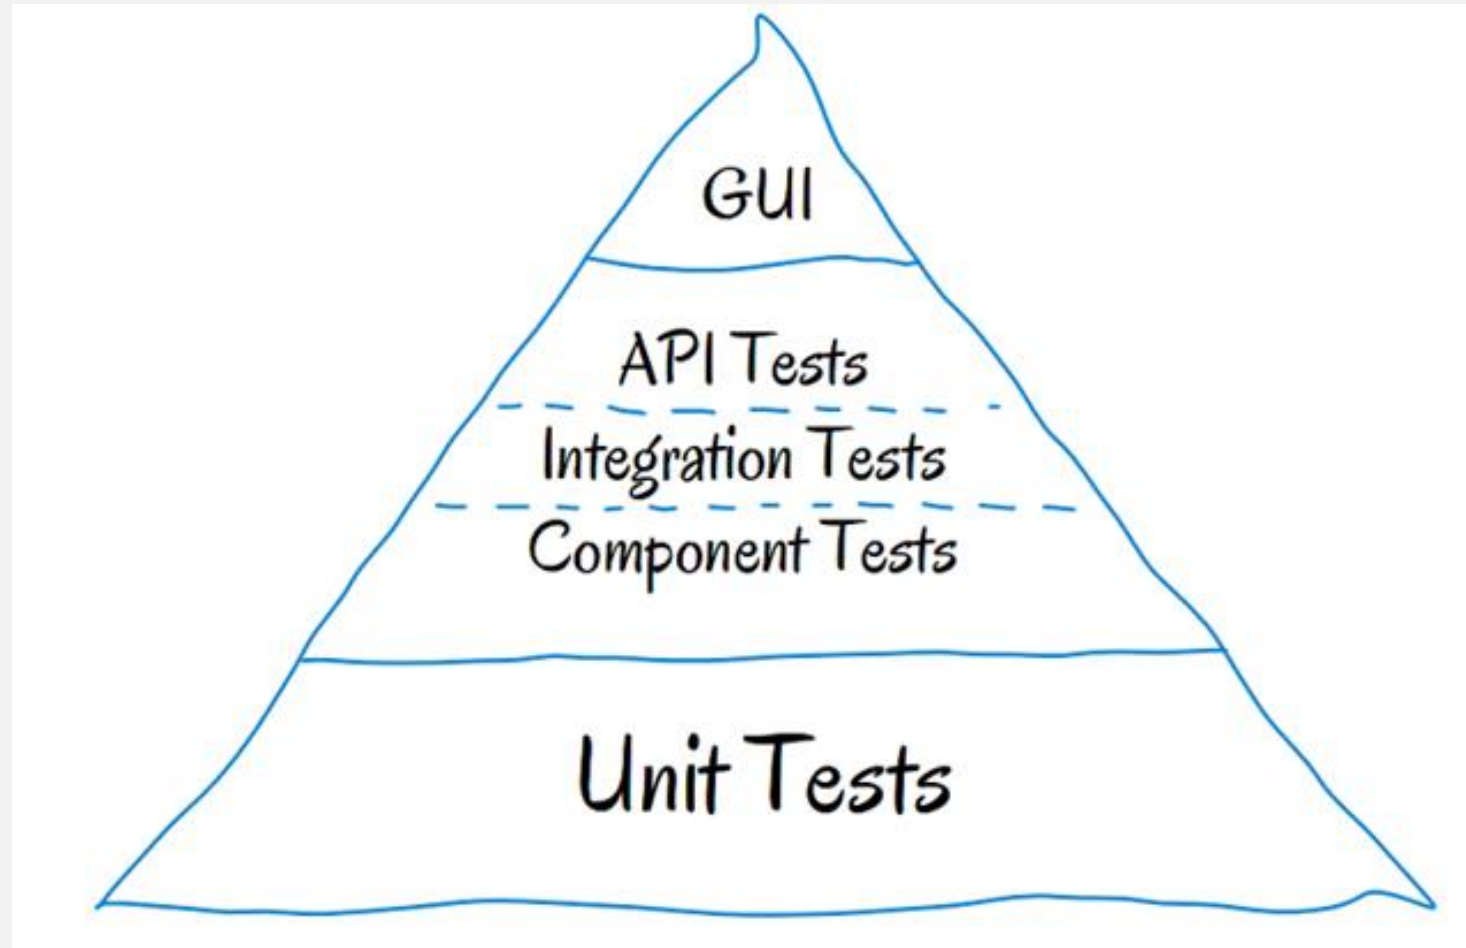 GUI
API Tests
Integration Tests
Component Tests
Unit Tests